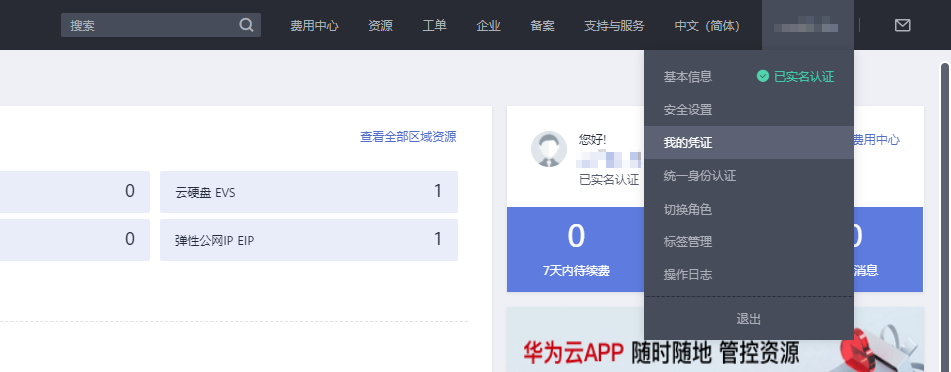 搜索
费用中心 资源 工单 企业 备案 支持与服务 中文（简体）
基本信息 已实名认证
安全设置
我的凭证
统一身份认证
切换角色
标签管理
操作日志
退出
查看全部区域资源
0 云硬盘 EVS 1
0 弹性公网IP EIP 1
您好!
已实名认证
费用中心
0
7天内待续费
0
消息
华为云APP 随时随地 管控资源